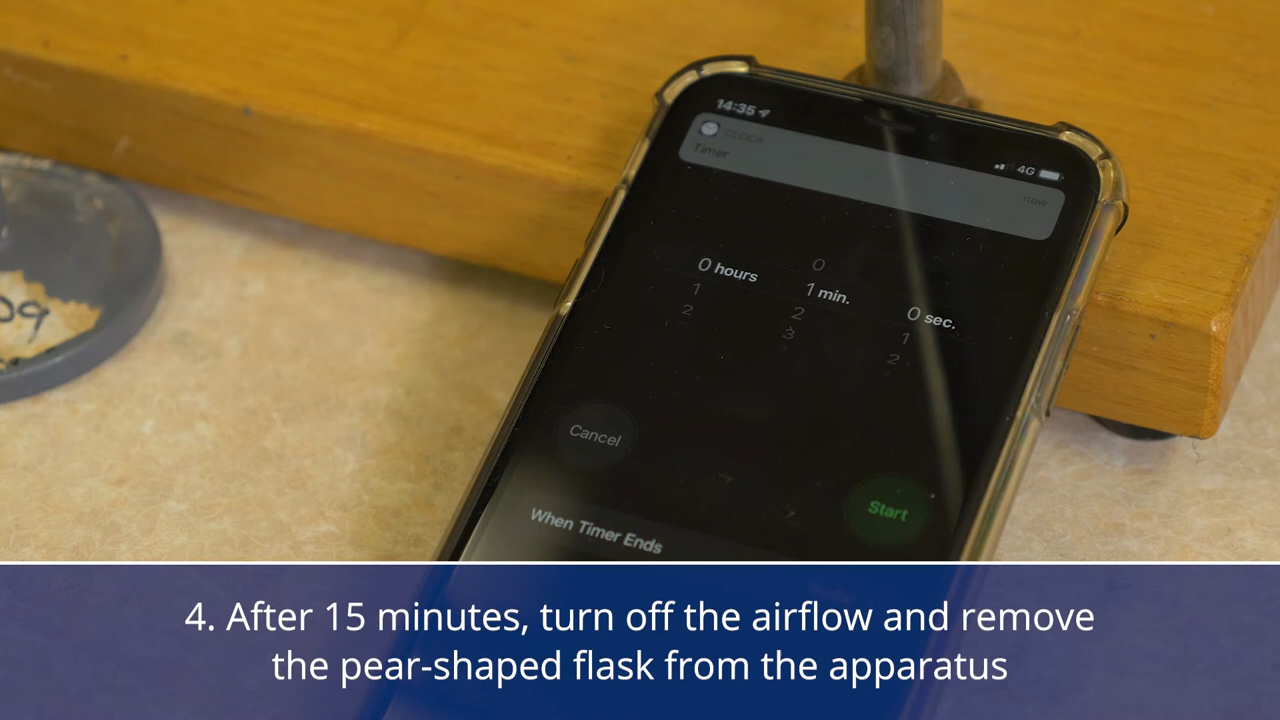 14:35
4G
CLOCK
Timer
now
0
0 hours
1 min.
0 sec.
1
2
1
2
3
2
Cancel
Start
When Timer Ends
09
4. After 15 minutes, turn off the airflow and remove
the pear-shaped flask from the apparatus